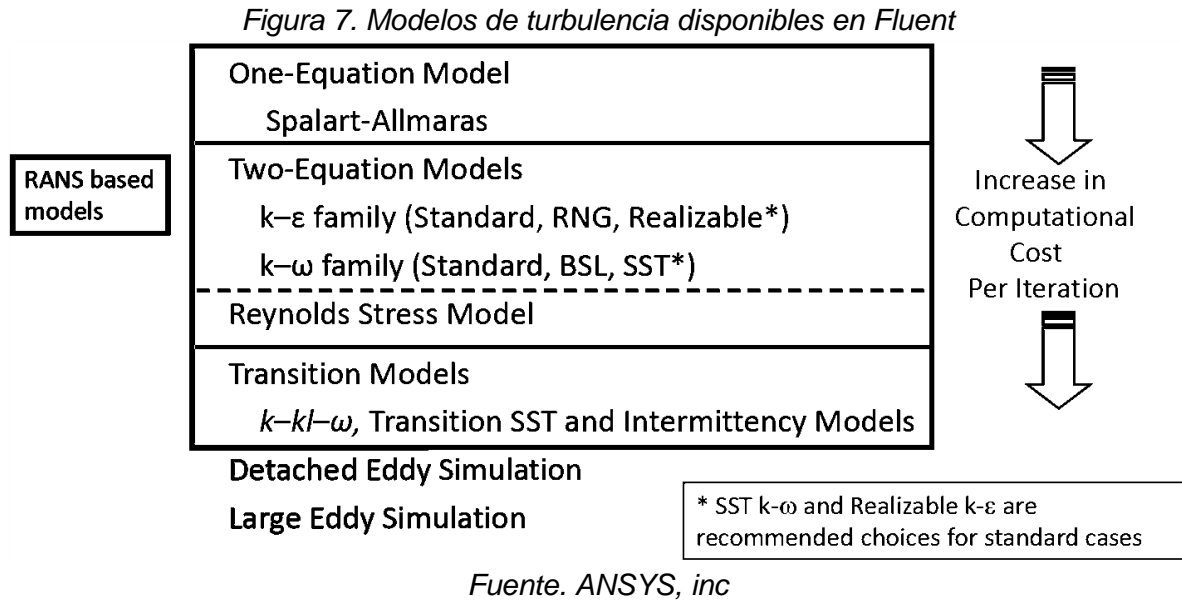 Figura 7. Modelos de turbulencia disponibles en Fluent
One-Equation Model
Spalart-Allmaras
RANS based
models
Two-Equation Models
k–ε family (Standard, RNG, Realizable*)
k–ω family (Standard, BSL, SST*)
Reynolds Stress Model
Transition Models
k–kl–ω, Transition SST and Intermittency Models
Detached Eddy Simulation
Large Eddy Simulation
Increase in
Computational
Cost
Per Iteration
* SST k-ω and Realizable k-ε are
recommended choices for standard cases
Fuente. ANSYS, inc